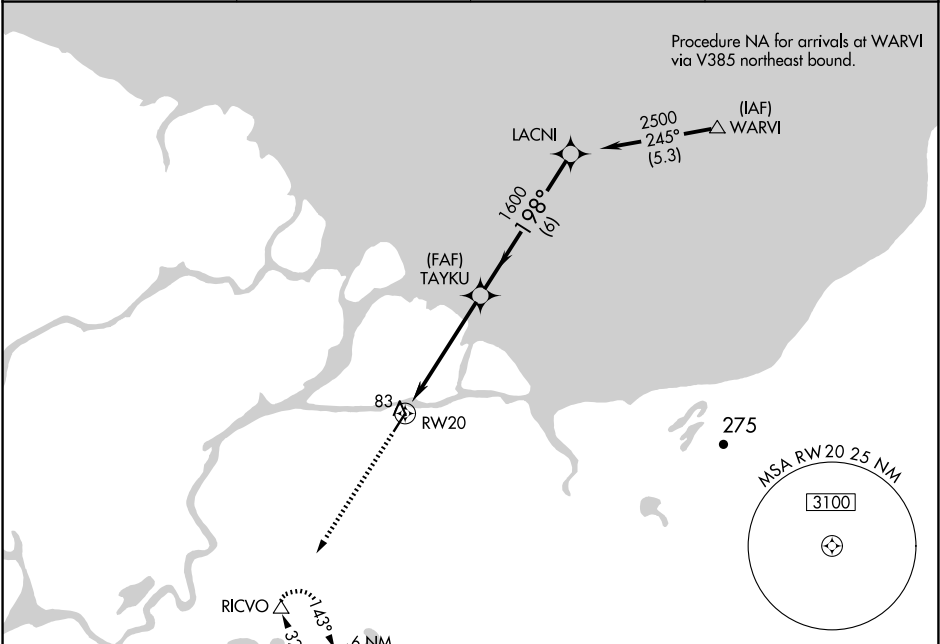 Procedure NA for arrivals at WARVI
via V385 northeast bound.
(IAF)
WARVI
2500
245°
(5.3)
LACNI
1600
198°
(6)
(FAF)
TAYKU
83
RW20
275
MSA RW20 25 NM
3100
RICVO
143°
6 NM